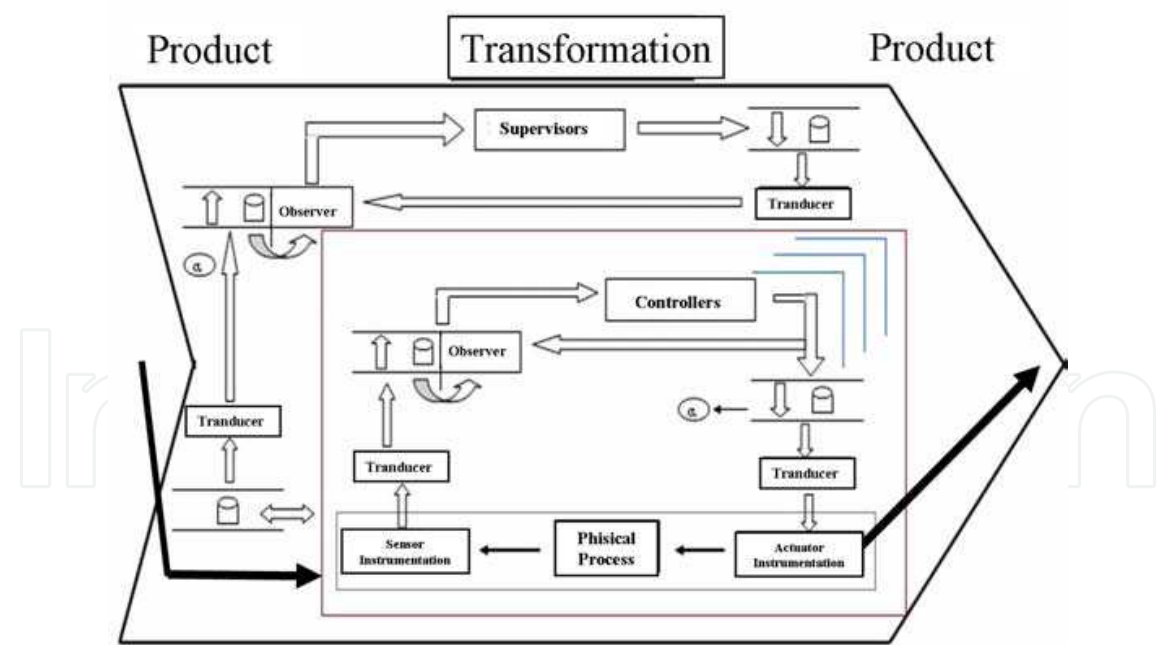 Product
Transformation
Product
Supervisors
Observer
Tranducer
α
Controllers
Observer
α
Tranducer
Tranducer
Tranducer
Sensor
Instrumentation
Phisical
Process
Actuator
Instrumentation